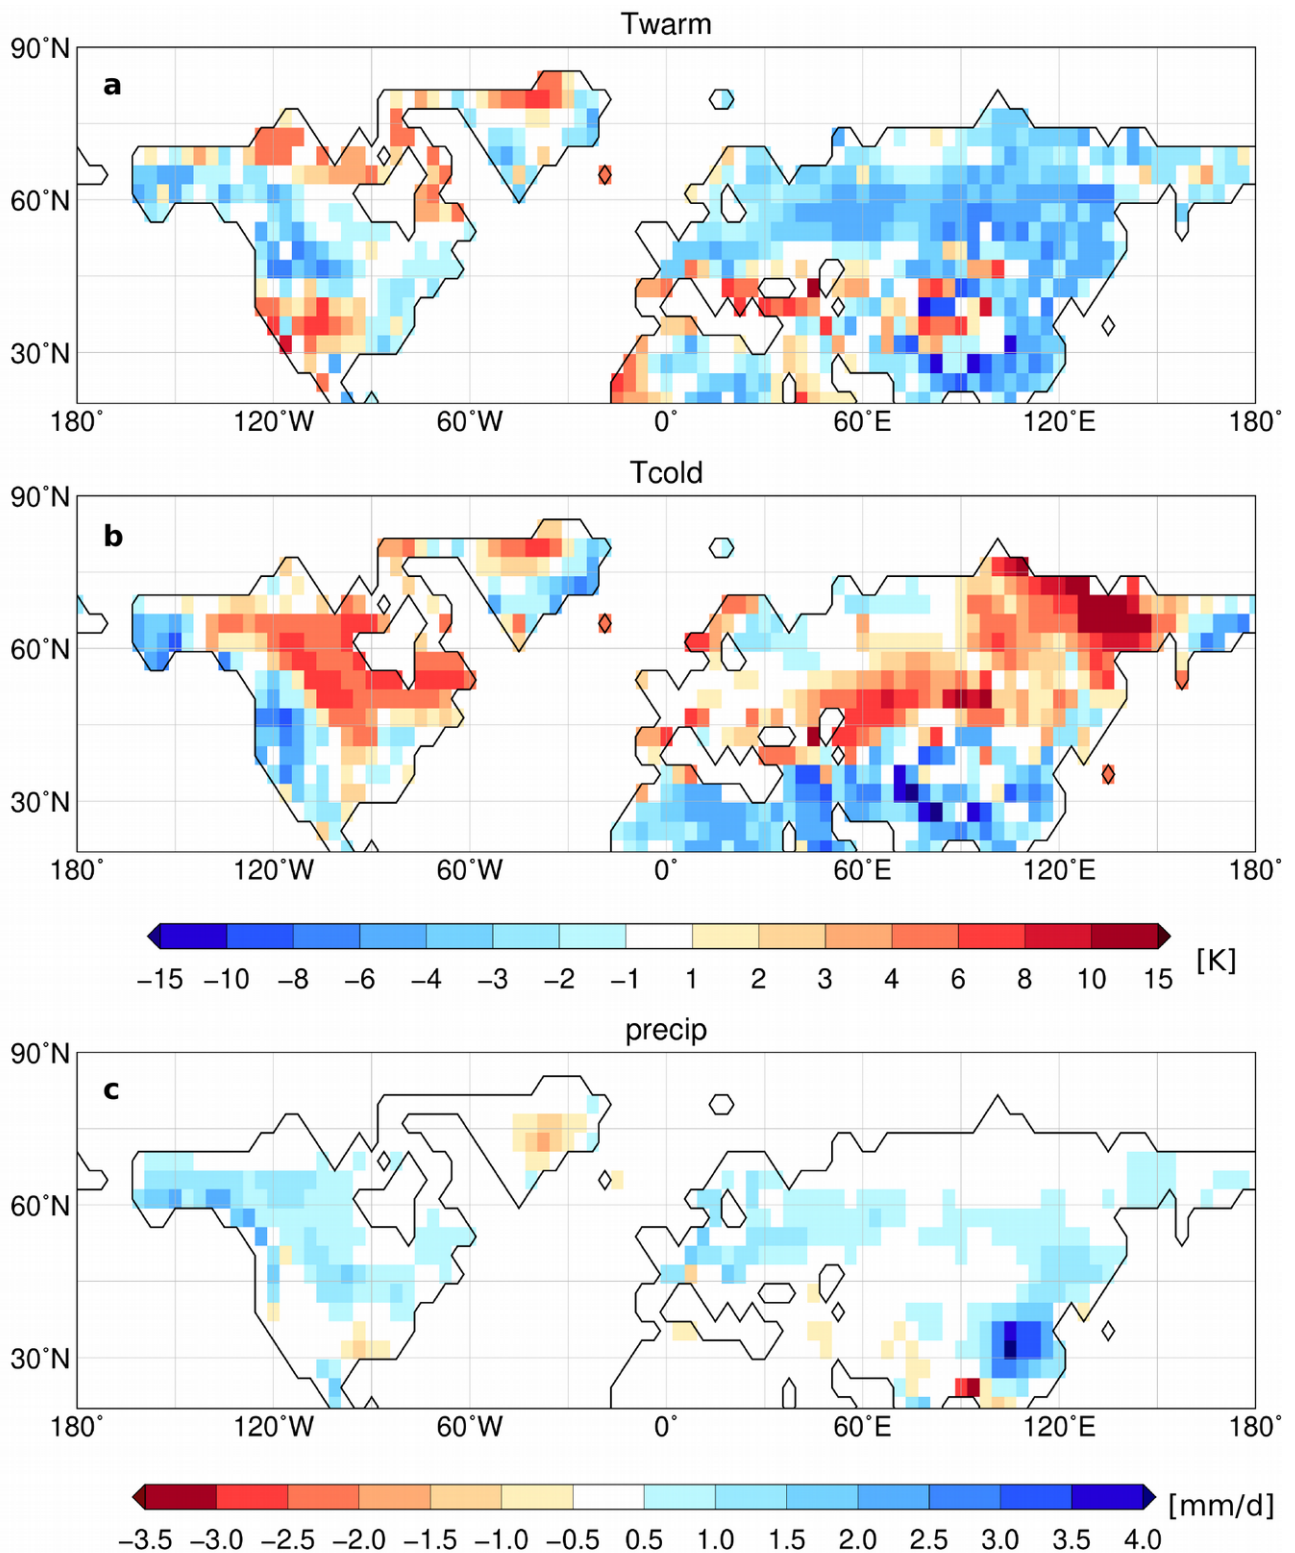 Twarm
90˚N
a
60˚N
30˚N
180˚ 120˚W 60˚W 0˚ 60˚E 120˚E 180˚
Tcold
90˚N
b
60˚N
30˚N
180˚ 120˚W 60˚W 0˚ 60˚E 120˚E 180˚
−15 −10 −8 −6 −4 −3 −2 −1 1 2 3 4 6 8 10 15 [K]
precip
90˚N
c
60˚N
30˚N
180˚ 120˚W 60˚W 0˚ 60˚E 120˚E 180˚
−3.5 −3.0 −2.5 −2.0 −1.5 −1.0 −0.5 0.5 1.0 1.5 2.0 2.5 3.0 3.5 4.0 [mm/d]